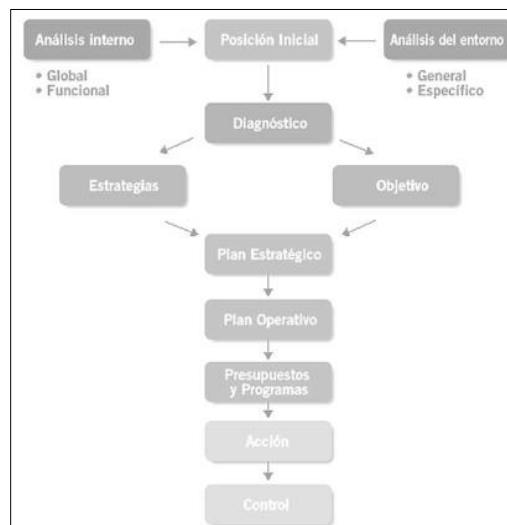 Análisis interno
Posición Inicial
Análisis del entorno
• Global
• Funcional
• General
• Específico
Diagnóstico
Estrategias
Objetivo
Plan Estratégico
Plan Operativo
Presupuestos
y Programas
Acción
Control